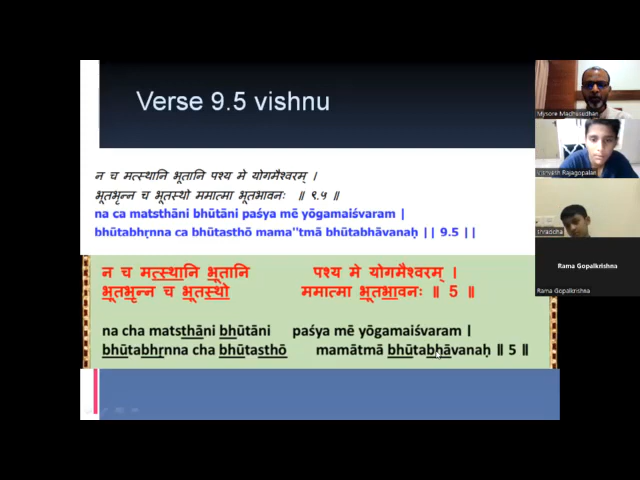 Verse 9.5 vishnu
न च मत्स्थानि भूतानि पश्य मे योगमैश्वरम् ।
भूतभृन्न च भूतस्थो ममात्मा भूतभावनः ॥ ९.५ ॥
na ca matsthāni bhūtāni paśya mē yōgamaiśvaram |
bhūtabhṛnna ca bhūtasthō mama"tmā bhūtabhāvanaḥ || 9.5 ||
न च मत्स्थानि भूतानि पश्य मे योगमैश्वरम् ।
भूतभृन्न च भूतस्थो ममात्मा भूतभावनः ॥ 5 ॥
na cha matsthāni bhūtāni paśya mē yōgamaiśvaram ।
bhūtabhṛnna cha bhūtasthō mamātmā bhūtabhāvanaḥ ॥ 5 ॥
Mysore Madhusudhan
Rajagopalan
shraddha
Rama Gopalkrishna
Rama Gopalkrishna